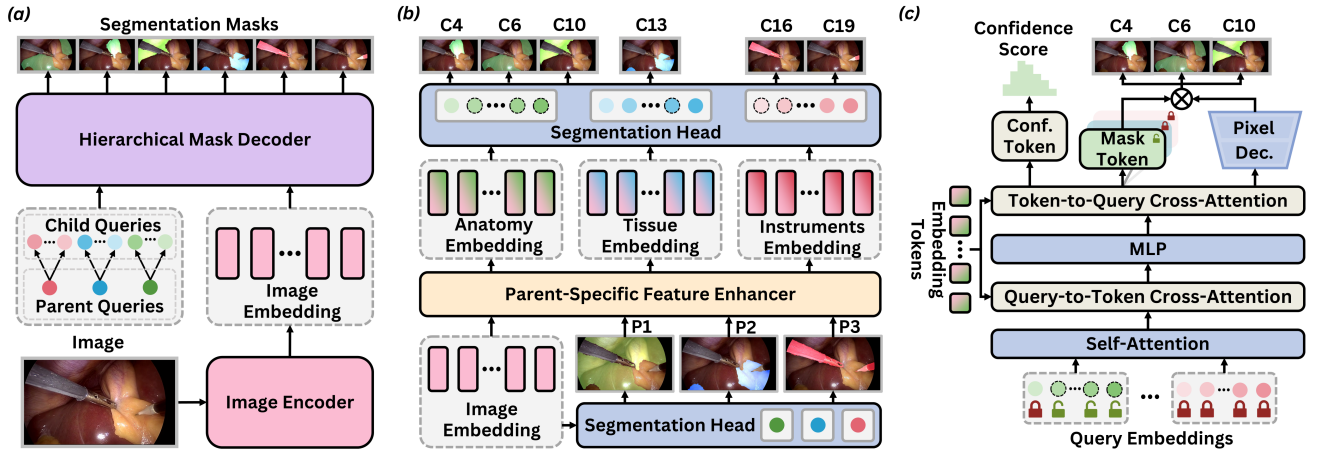 (a)
Segmentation Masks
Hierarchical Mask Decoder
Child Queries
Parent Queries
Image
Embedding
Image
Image Encoder
(b)
C4 C6 C10 C13 C16 C19
Segmentation Head
Anatomy
Embedding
Tissue
Embedding
Instruments
Embedding
Parent-Specific Feature Enhancer
P1 P2 P3
Image
Embedding
Segmentation Head
(c)
Confidence
Score
C4 C6 C10
Conf.
Token
Mask
Token
Pixel
Dec.
Token-to-Query Cross-Attention
Embedding
Tokens
MLP
Query-to-Token Cross-Attention
Self-Attention
Query Embeddings